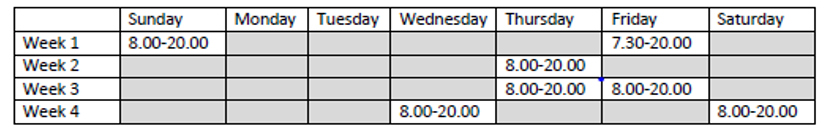 Sunday Monday Tuesday Wednesday Thursday Friday Saturday
Week 1 8.00-20.00 7.30-20.00
Week 2 8.00-20.00
Week 3 8.00-20.00 8.00-20.00
Week 4 8.00-20.00 8.00-20.00